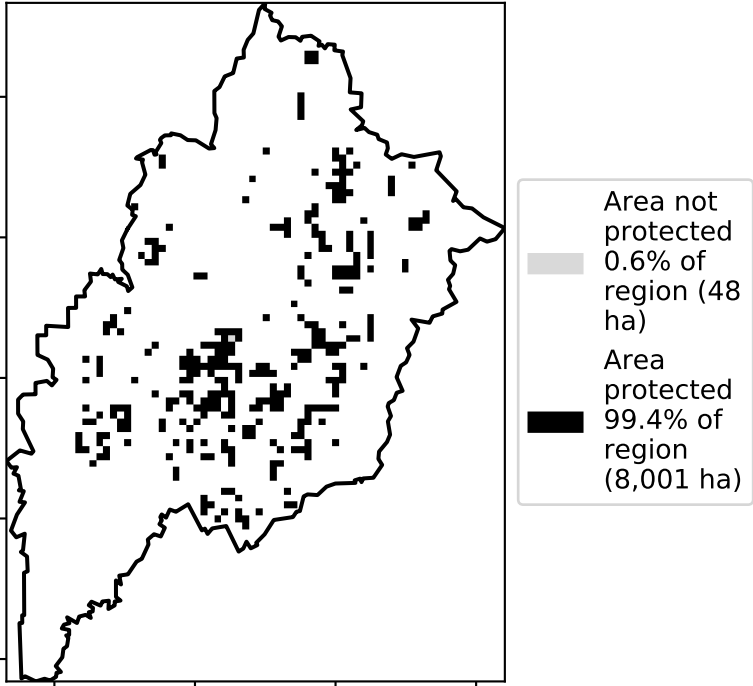 Area not
protected
0.6% of
region (48
ha)
Area
protected
99.4% of
region
(8,001 ha)